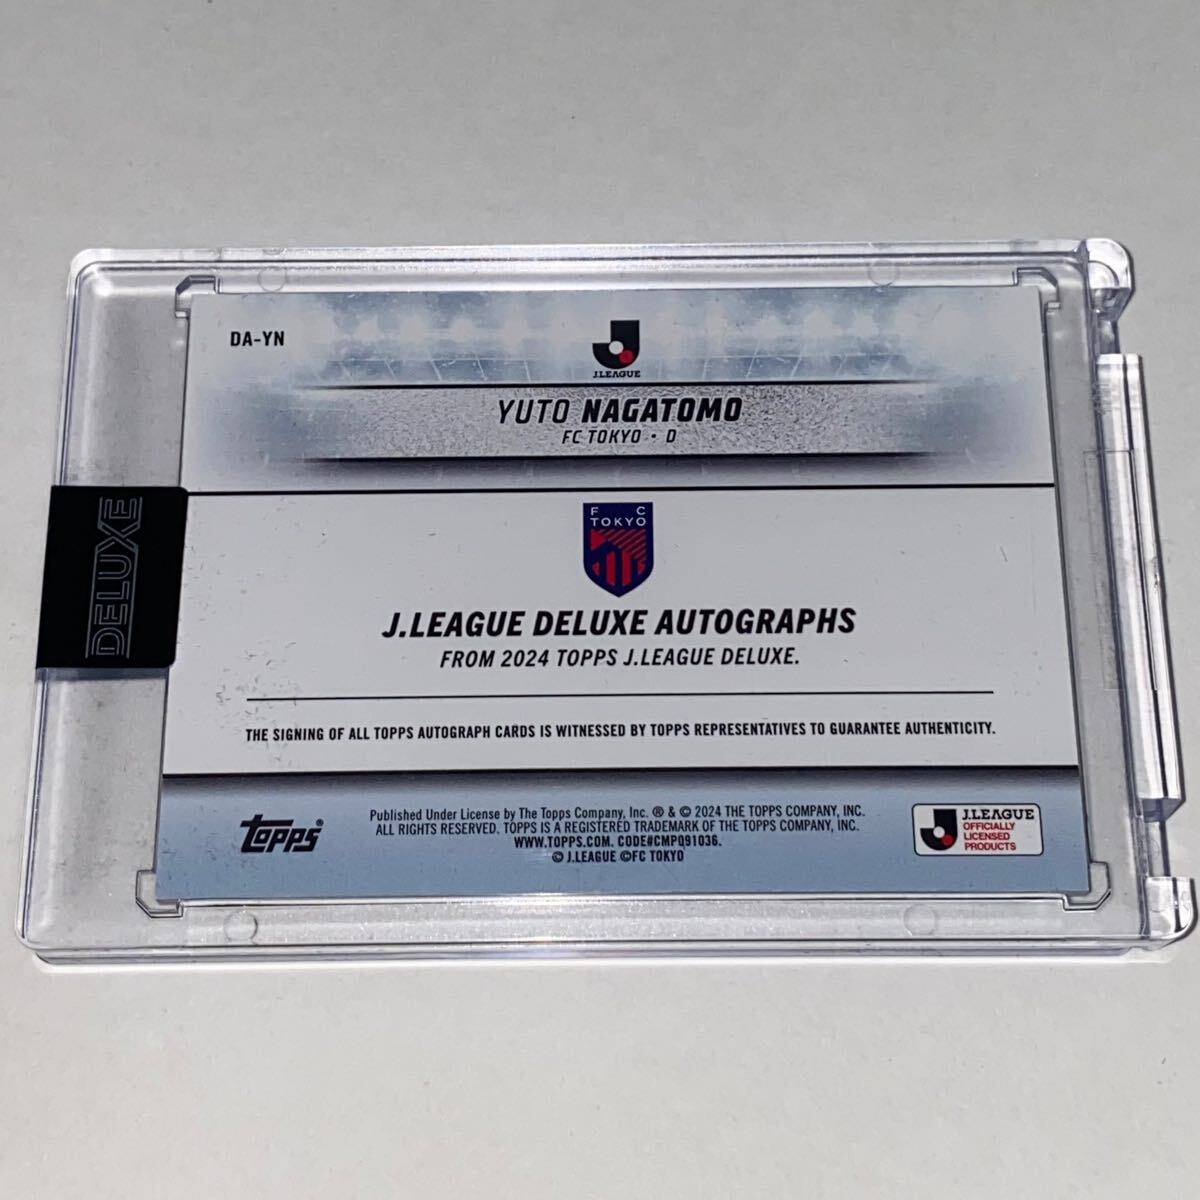 DA-YN
J.LEAGUE
YUTO NAGATOMO
FC TOKYO • D
DELUXE
F C
TOKYO
J.LEAGUE DELUXE AUTOGRAPHS
FROM 2024 TOPPS J.LEAGUE DELUXE.
THE SIGNING OF ALL TOPPS AUTOGRAPH CARDS IS WITNESSED BY TOPPS REPRESENTATIVES TO GUARANTEE AUTHENTICITY.
topps®
Published Under License by The Topps Company, Inc. ® & © 2024 THE TOPPS COMPANY, INC.
ALL RIGHTS RESERVED. TOPPS IS A REGISTERED TRADEMARK OF THE TOPPS COMPANY, INC.
WWW.TOPPS.COM. CODE#CMP091036.
© J.LEAGUE ©FC TOKYO
J.LEAGUE
OFFICIALLY
LICENSED
PRODUCTS